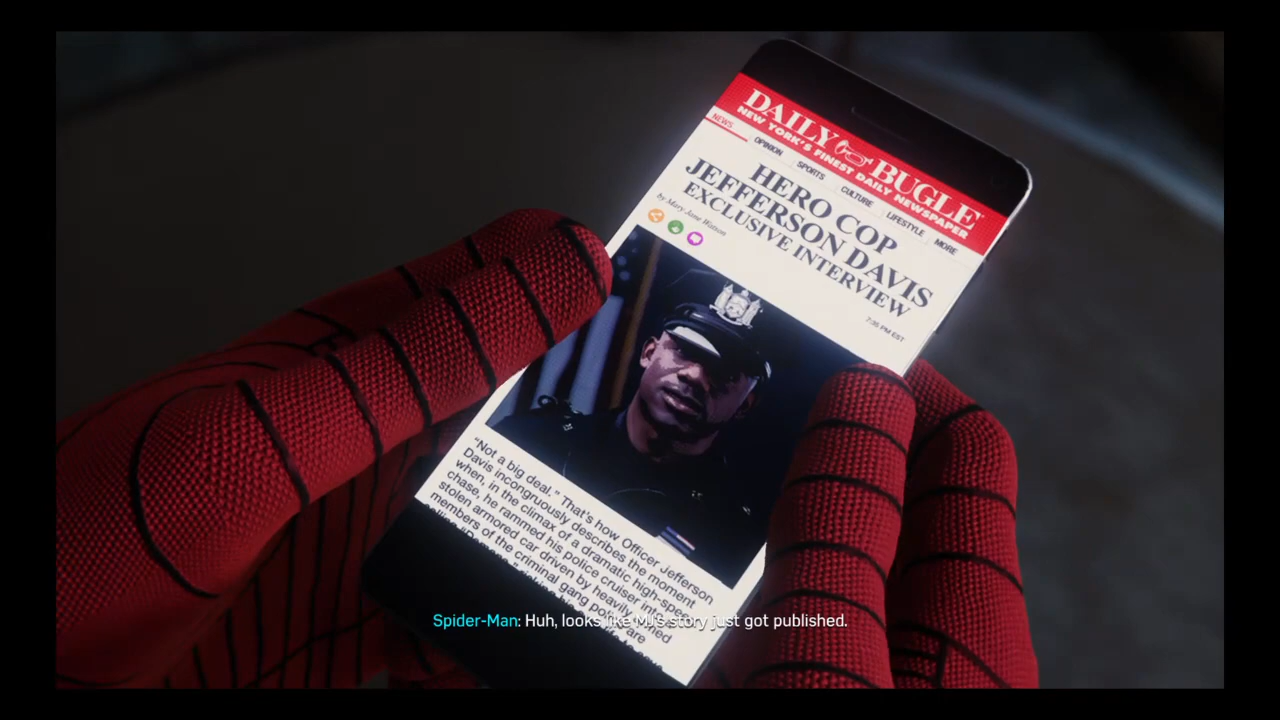 DAILY BUGLE
NEW YORK'S FINEST DAILY NEWSPAPER
NEWS OPINION SPORTS CULTURE LIFESTYLE MORE
HERO COP
JEFFERSON DAVIS
EXCLUSIVE INTERVIEW
by Mary Jane Watson
7:35 PM EST
"Not a big deal." That's how Officer Jefferson
Davis incongruously describes the moment
when, in the climax of a dramatic high-speed
chase, he rammed his police cruiser into
stolen armored car driven by heavily armed
members of the criminal gang police are
Spider-Man: Huh, looks like MJ's story just got published.